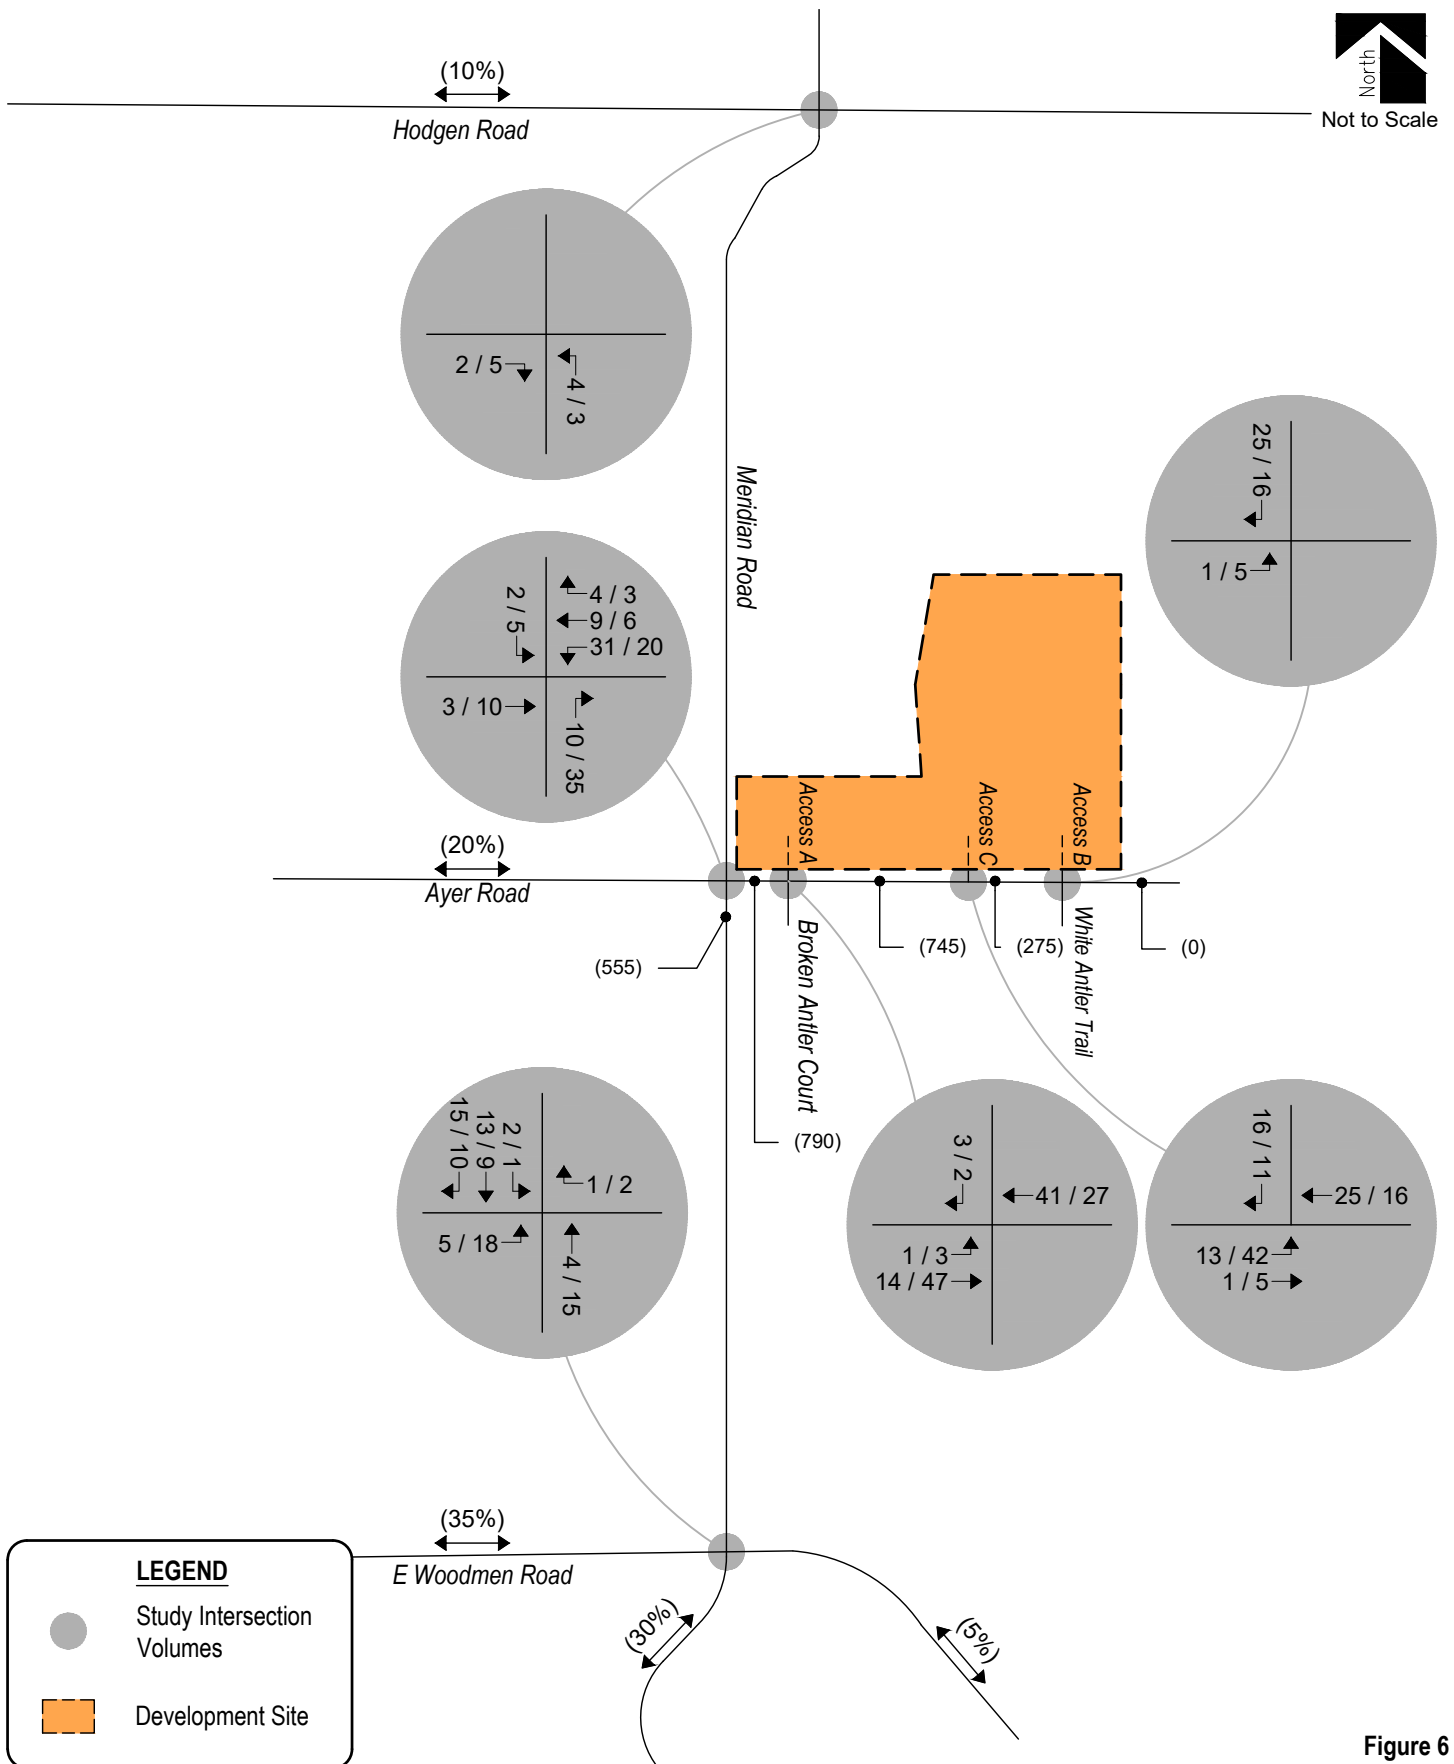 North
Not to Scale
(10%)
Hodgen Road
2 / 5
4 / 3
Meridian Road
25 / 16
1 / 5
2 / 5
4 / 3
9 / 6
31 / 20
3 / 10
10 / 35
Access A
Access C
Access B
(20%)
Ayer Road
(555)
(745)
(275)
(0)
Broken Antler Court
White Antler Trail
(790)
15 / 10
13 / 9
2 / 1
1 / 2
5 / 18
4 / 15
3 / 2
41 / 27
1 / 3
14 / 47
16 / 11
25 / 16
13 / 42
1 / 5
(35%)
E Woodmen Road
(30%)
(5%)
LEGEND
Study Intersection
Volumes
Development Site
Figure 6